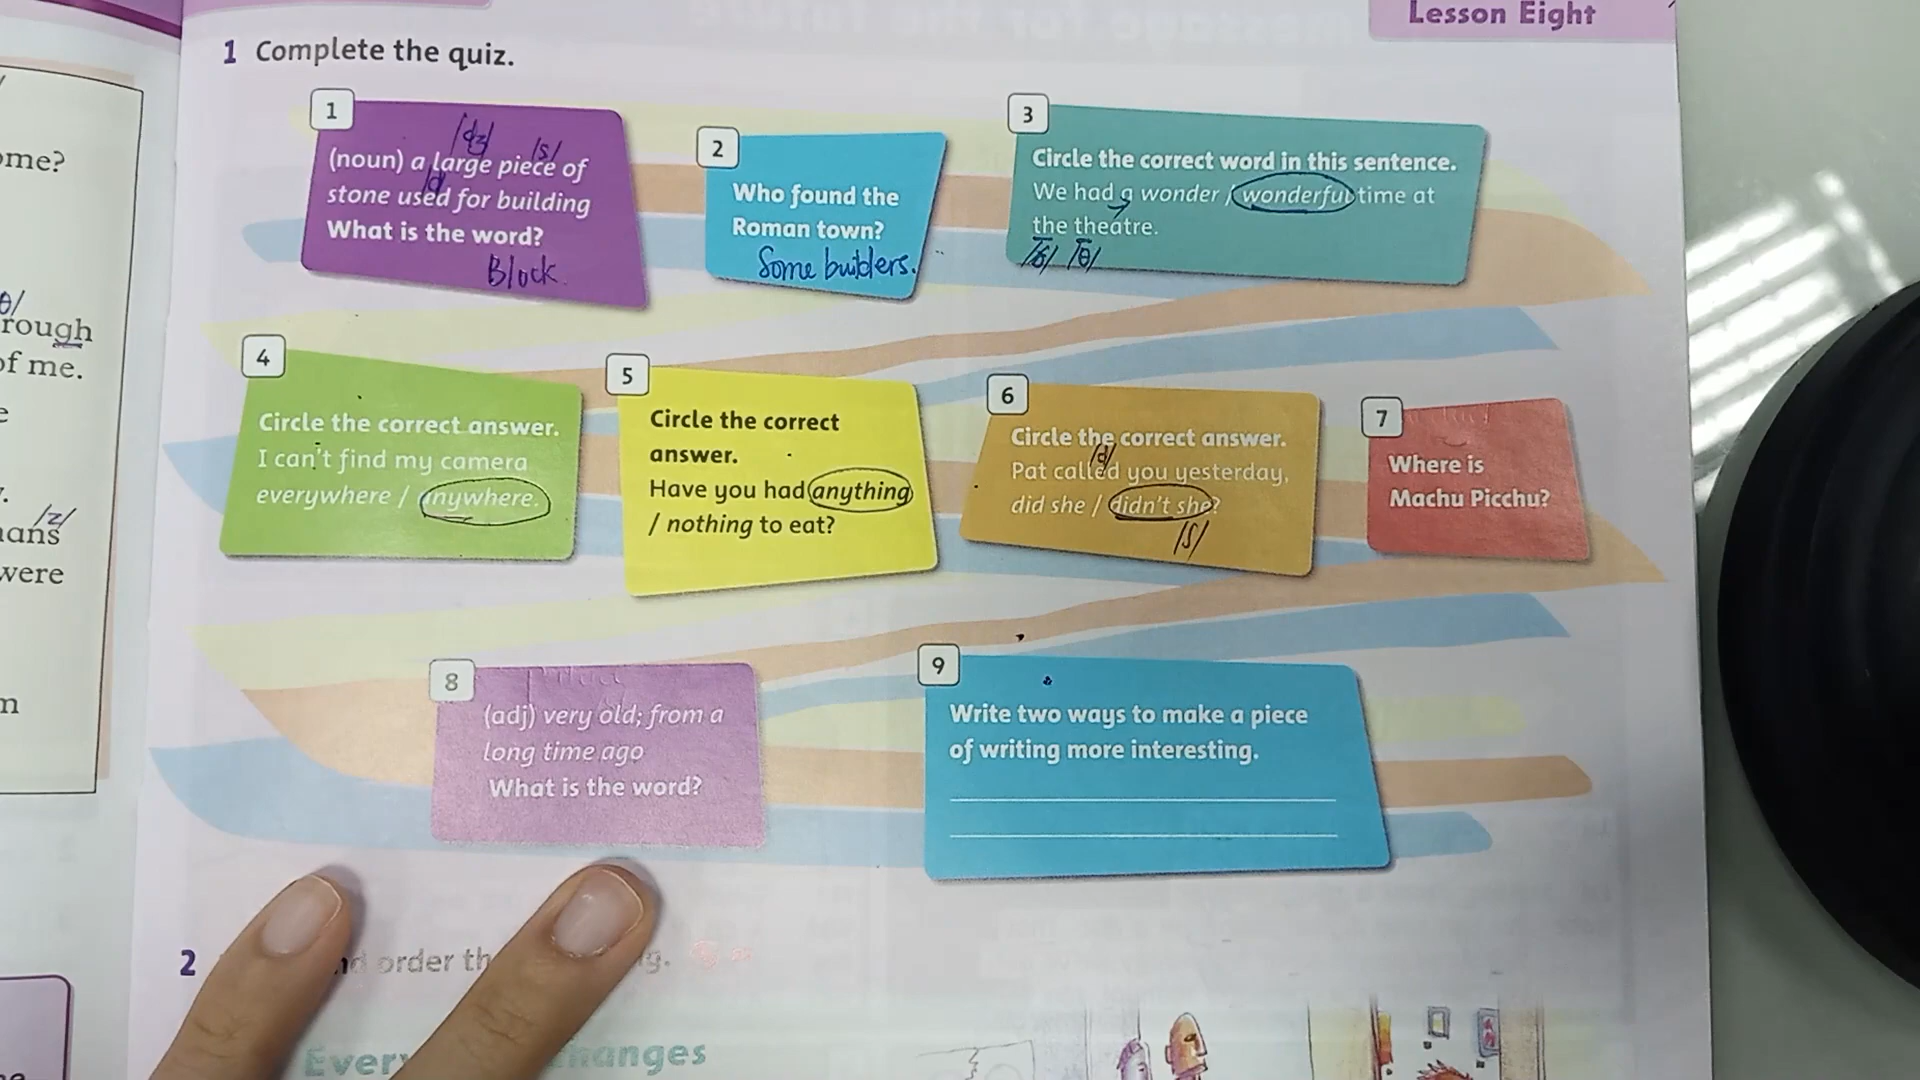 Lesson Eight
1 Complete the quiz.
1
/dʒ/ /s/
(noun) a large piece of
/d/
stone used for building
What is the word?
Block.
2
Who found the
Roman town?
Some builders.
3
Circle the correct word in this sentence.
We had a wonder / wonderful time at
the theatre.
/ð/ /θ/
4
Circle the correct answer.
I can't find my camera
everywhere / anywhere.
5
Circle the correct
answer.
Have you had anything
/ nothing to eat?
6
Circle the correct answer.
/d/
Pat called you yesterday,
did she / didn't she?
/ʃ/
7
Where is
Machu Picchu?
8
(adj) very old; from a
long time ago
What is the word?
9
Write two ways to make a piece
of writing more interesting.
2 order
ome?
θ/
rough
of me.
e
/z/
were